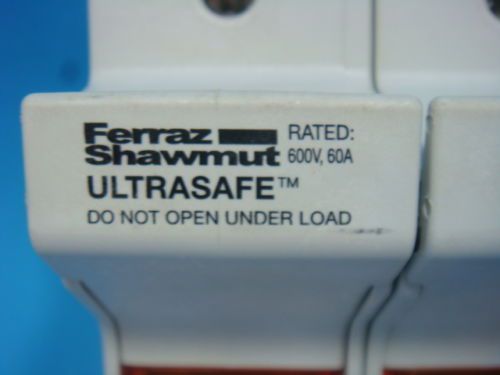 Ferraz RATED:
Shawmut 600V, 60A
ULTRASAFE™
DO NOT OPEN UNDER LOAD